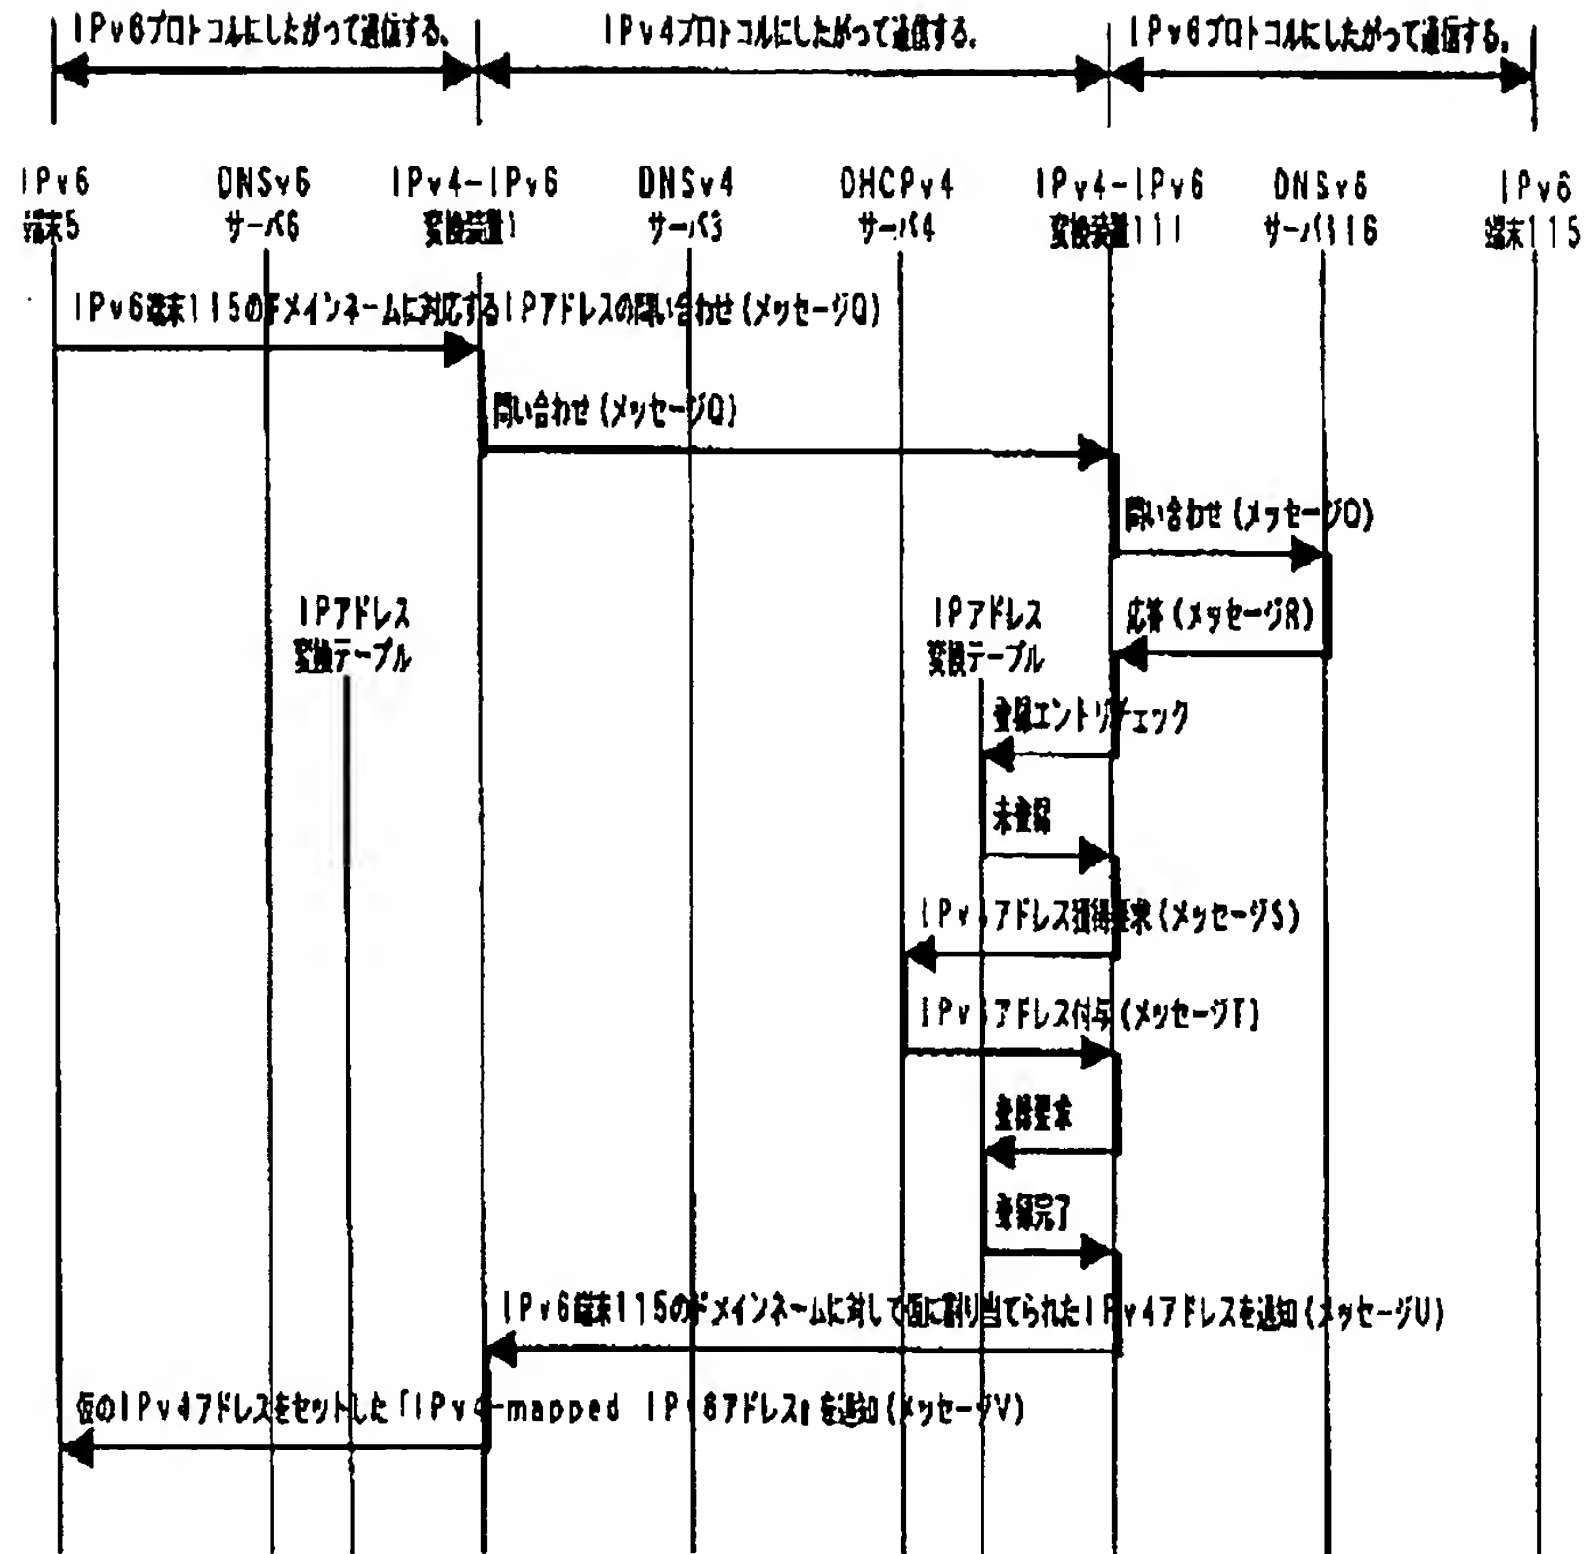 IPv6プロトコルにしたがって通信する。
IPv4プロトコルにしたがって通信する。
IPv6プロトコルにしたがって通信する。
IPv6
端末5
DNSv6
サーバ6
IPv4-IPv6
変換装置1
DNSv4
サーバ3
DHCPv4
サーバ4
IPv4-IPv6
変換装置111
DNSv6
サーバ116
IPv6
端末115
IPv6端末115のドメインネームに対応するIPアドレスの問い合わせ(メッセージQ)
問い合わせ(メッセージQ)
問い合わせ(メッセージQ)
IPアドレス
変換テーブル
IPアドレス
変換テーブル
応答(メッセージR)
登録エントリチェック
未登録
IPv アドレス獲得要求(メッセージS)
IPv アドレス付与(メッセージT)
登録要求
登録完了
IPv6端末115のドメインネームに対して仮に割り当てられたIPv4アドレスを通知(メッセージU)
仮のIPv4アドレスをセットした「IPv4-mapped IPv6アドレス」を通知(メッセージV)